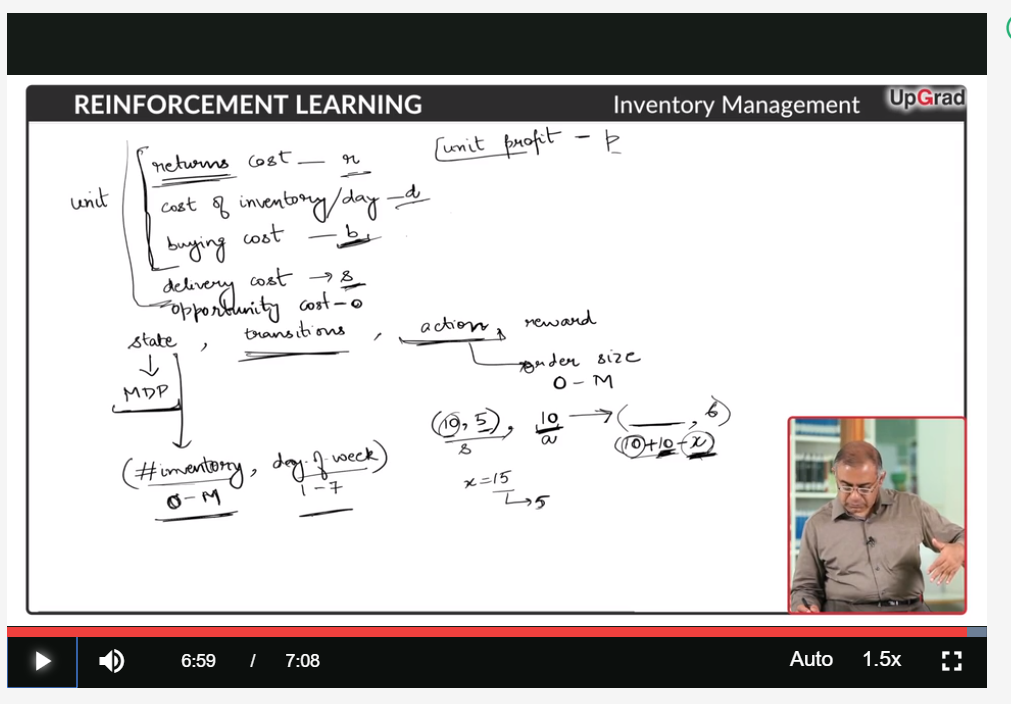 REINFORCEMENT LEARNING
Inventory Management
UpGrad
returns cost — r
[unit profit — p
unit
cost of inventory/day — d
buying cost — b
delivery cost → s
opportunity cost — o
state, transitions, action, reward
MDP
order size
0 - M
(10, 5), 10 → (____, 6)
s a (10+10-x)
(#inventory, day of week)
0 - M 1 - 7
x=15
→5
6:59 / 7:08
Auto 1.5x